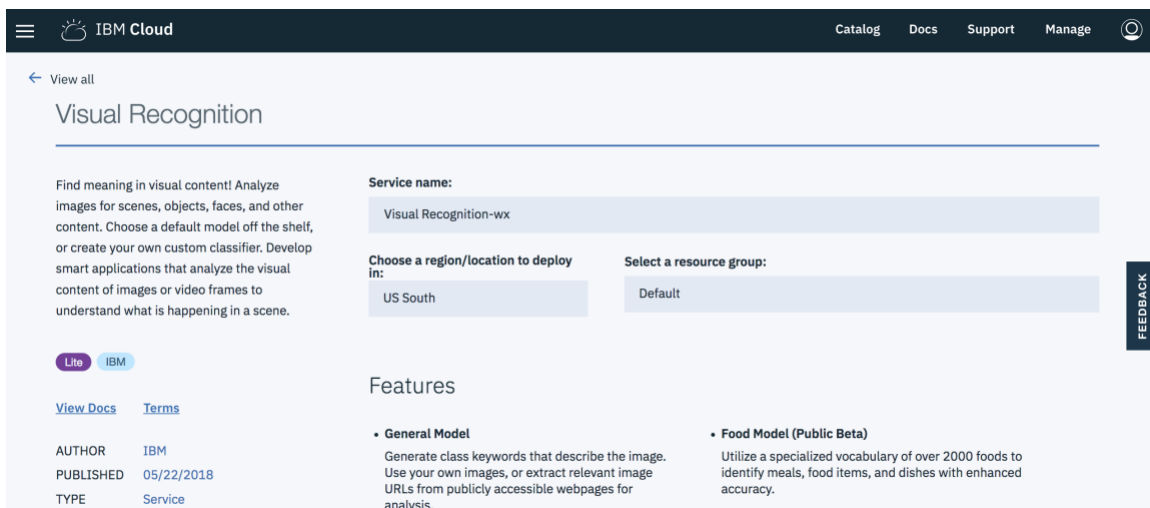 IBM Cloud
Catalog Docs Support Manage
View all
Visual Recognition
Find meaning in visual content! Analyze
images for scenes, objects, faces, and other
content. Choose a default model off the shelf,
or create your own custom classifier. Develop
smart applications that analyze the visual
content of images or video frames to
understand what is happening in a scene.
Lite IBM
View Docs Terms
AUTHOR IBM
PUBLISHED 05/22/2018
TYPE Service
Service name:
Visual Recognition-wx
Choose a region/location to deploy
in:
US South
Select a resource group:
Default
Features
• General Model
Generate class keywords that describe the image.
Use your own images, or extract relevant image
URLs from publicly accessible webpages for
analysis.
• Food Model (Public Beta)
Utilize a specialized vocabulary of over 2000 foods to
identify meals, food items, and dishes with enhanced
accuracy.
FEEDBACK